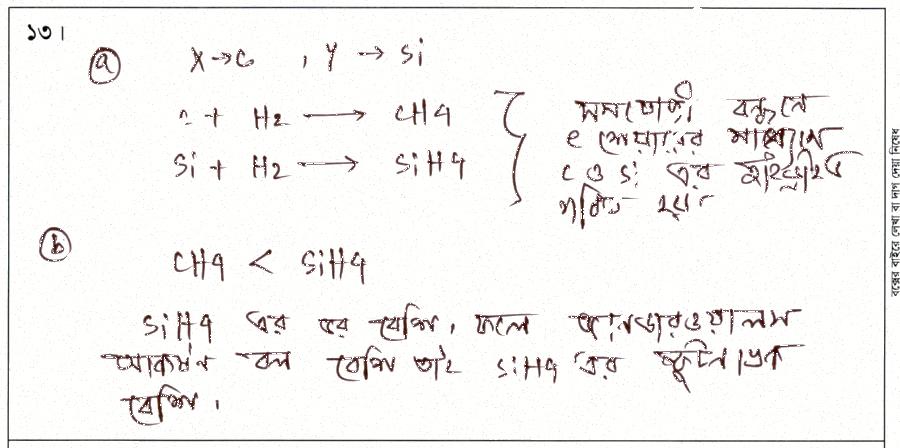 ১৩।
ⓐ X → C , Y → Si
C + H2 → CH4
সমযোজী বন্ধনে
e শেয়ারের মাধ্যমে
Si + H2 → SiH4
C ও Si এর হাইড্রাইড
গঠিত হয়।
ⓑ
CH4 < SiH4
SiH4 এর ভর বেশি, ফলে ভ্যানডারওয়ালস
আকর্ষন বল বেশি তাই SiH4 এর স্ফুটনাঙ্ক
বেশি।
বক্সের বাইরে লেখা বা দাগ দেয়া নিষেধ